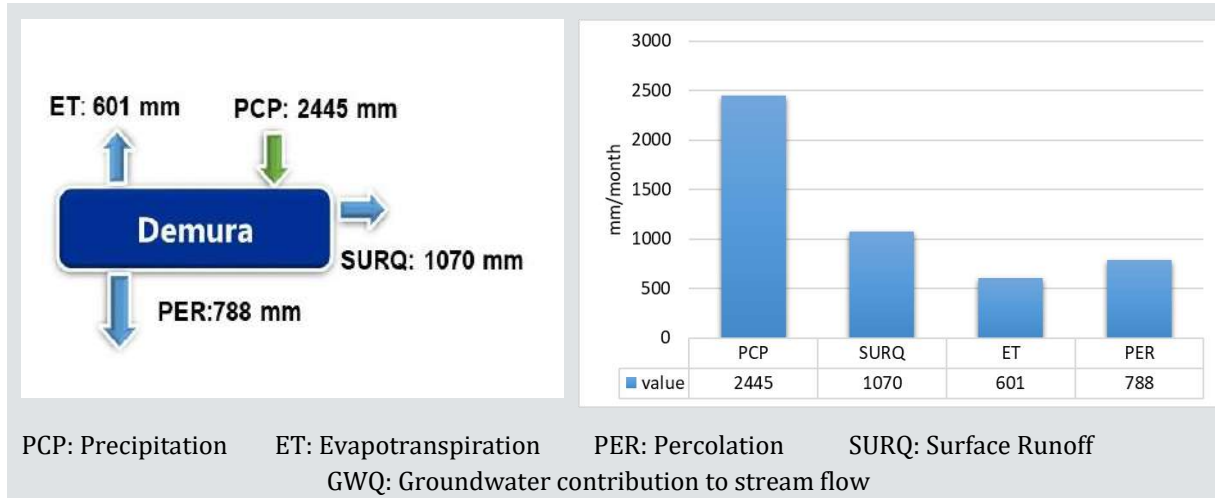 ET: 601 mm
PCP: 2445 mm
Demura
SURQ: 1070 mm
PER:788 mm
3000
2500
2000
1500
1000
500
0
mm/month
PCP SURQ ET PER
value 2445 1070 601 788
PCP: Precipitation ET: Evapotranspiration PER: Percolation SURQ: Surface Runoff
GWQ: Groundwater contribution to stream flow